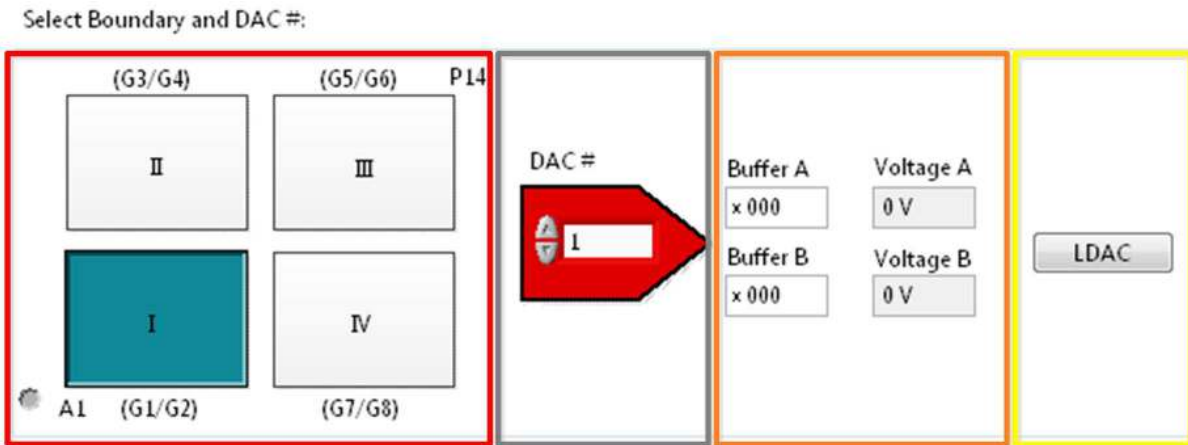 Select Boundary and DAC #:
(G3/G4) (G5/G6) P14
II III
I IV
A1 (G1/G2) (G7/G8)
DAC #
1
Buffer A Voltage A
x 000 0 V
Buffer B Voltage B
x 000 0 V
LDAC